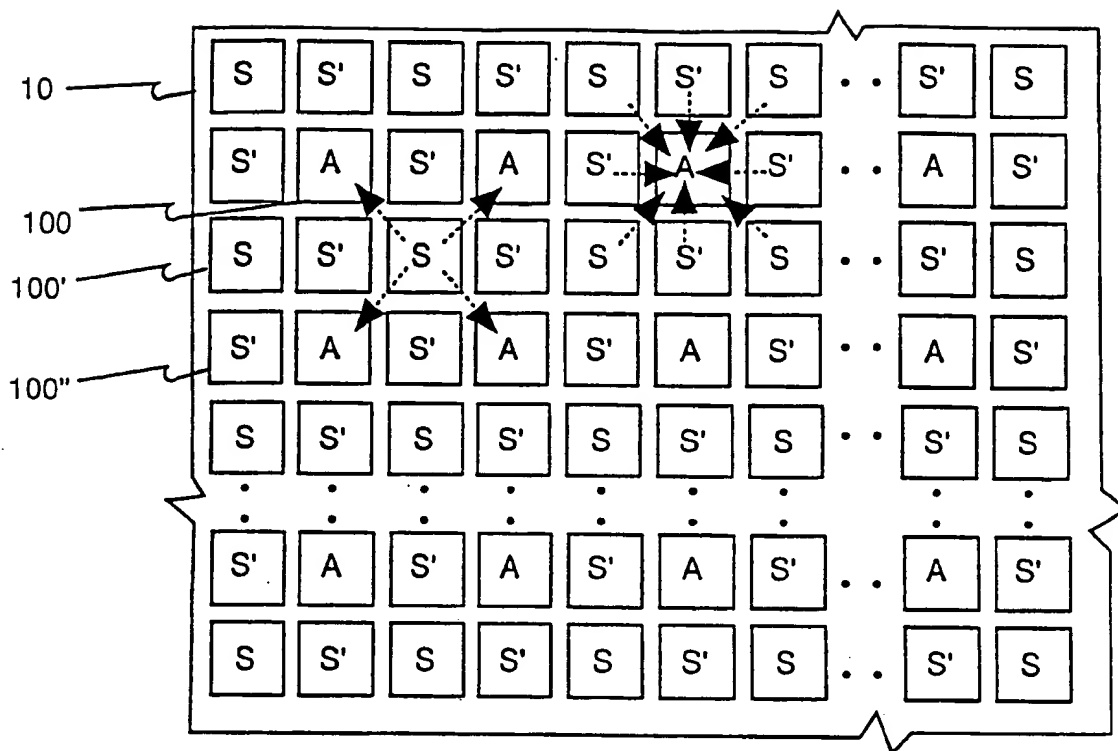 10 S S' S S' S S' S . . S' S
S' A S' A S' A S' . . A S'
100
100' S S' S S' S S' S . . S' S
100" S' A S' A S' A S' . . A S'
S S' S S' S S' S . . S' S
S' A S' A S' A S' . . A S'
S S' S S' S S' S . . S' S